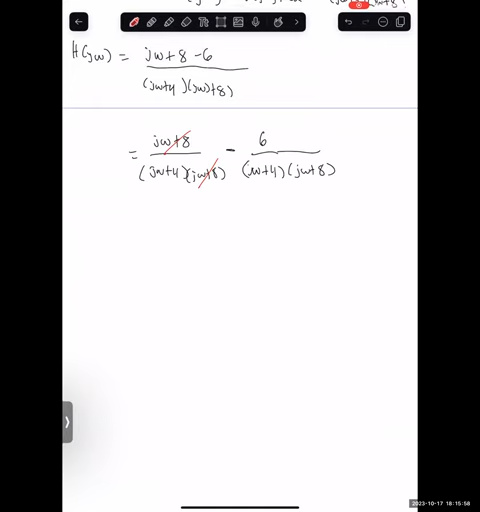 H(jω) = jω + 8 - 6
(jω+4)(jω)+8)
= jω+8 - 6
(jω+4)(jω+8) (jω+4)(jω+8)
2023-10-17 18:15:58